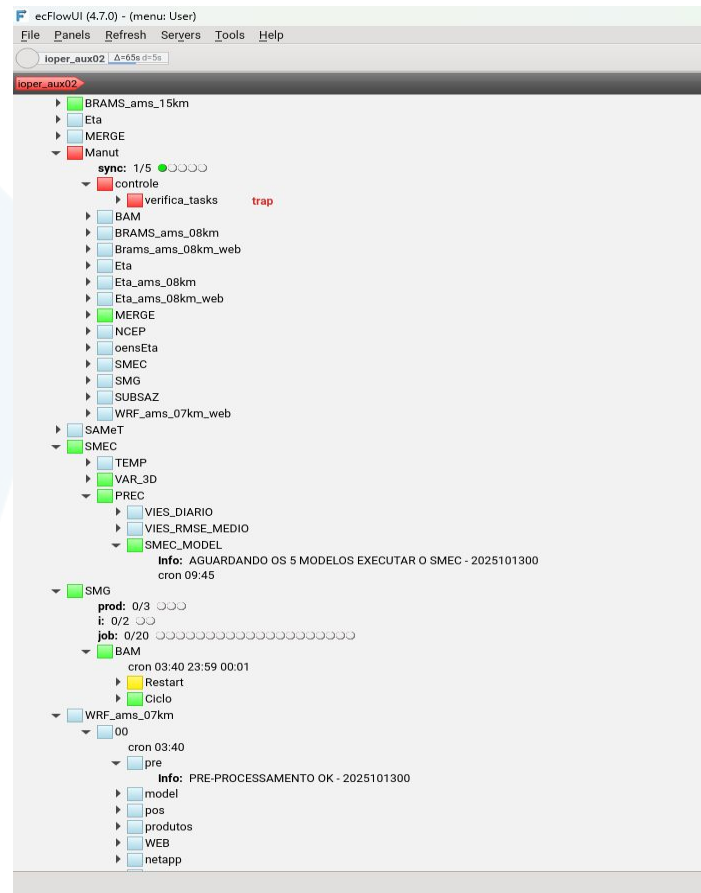 ecFlowUI (4.7.0) - (menu: User)
File Panels Refresh Servers Tools Help
ioper_aux02 Δ=65s d=5s
ioper_aux02
BRAMS_ams_15km
Eta
MERGE
Manut
sync: 1/5
controle
verifica_tasks trap
BAM
BRAMS_ams_08km
Brams_ams_08km_web
Eta
Eta_ams_08km
Eta_ams_08km_web
MERGE
NCEP
oensEta
SMEC
SMG
SUBSAZ
WRF_ams_07km_web
SAMeT
SMEC
TEMP
VAR_3D
PREC
VIES_DIARIO
VIES_RMSE_MEDIO
SMEC_MODEL
Info: AGUARDANDO OS 5 MODELOS EXECUTAR O SMEC - 2025101300
cron 09:45
SMG
prod: 0/3
i: 0/2
job: 0/20
BAM
cron 03:40 23:59 00:01
Restart
Ciclo
WRF_ams_07km
00
cron 03:40
pre
Info: PRE-PROCESSAMENTO OK - 2025101300
model
pos
produtos
WEB
netapp